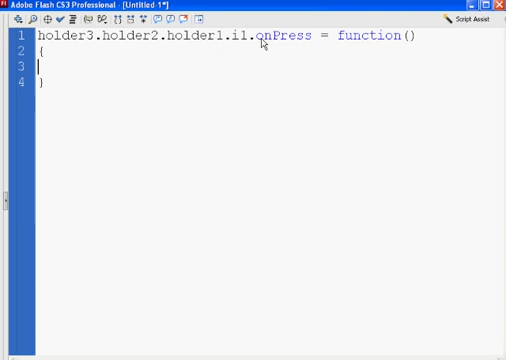 Adobe Flash CS3 Professional - [Untitled-1*]
Script Assist
1 holder3.holder2.holder1.i1.onPress = function()
2 {
3
4 }